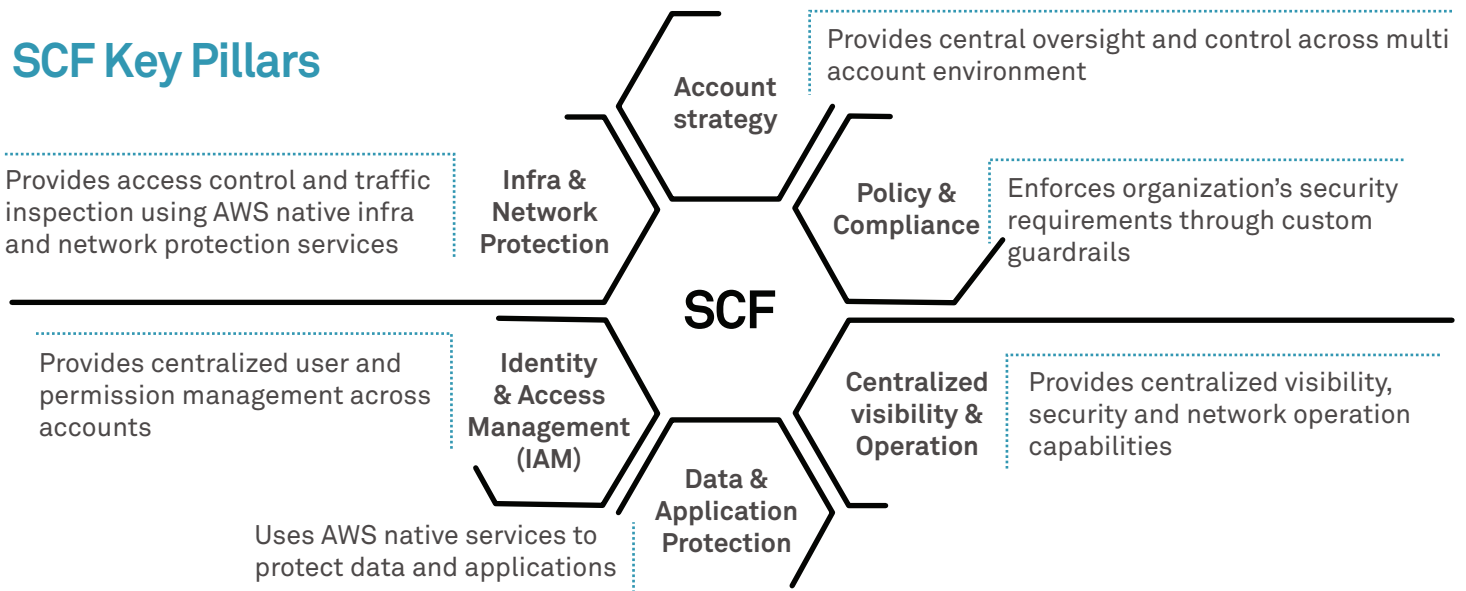 SCF Key Pillars
Account
strategy
Provides central oversight and control across multi
account environment
Policy &
Compliance
Enforces organization’s security
requirements through custom
guardrails
Infra &
Network
Protection
Provides access control and traffic
inspection using AWS native infra
and network protection services
SCF
Identity
& Access
Management
(IAM)
Provides centralized user and
permission management across
accounts
Centralized
visibility &
Operation
Provides centralized visibility,
security and network operation
capabilities
Data &
Application
Protection
Uses AWS native services to
protect data and applications